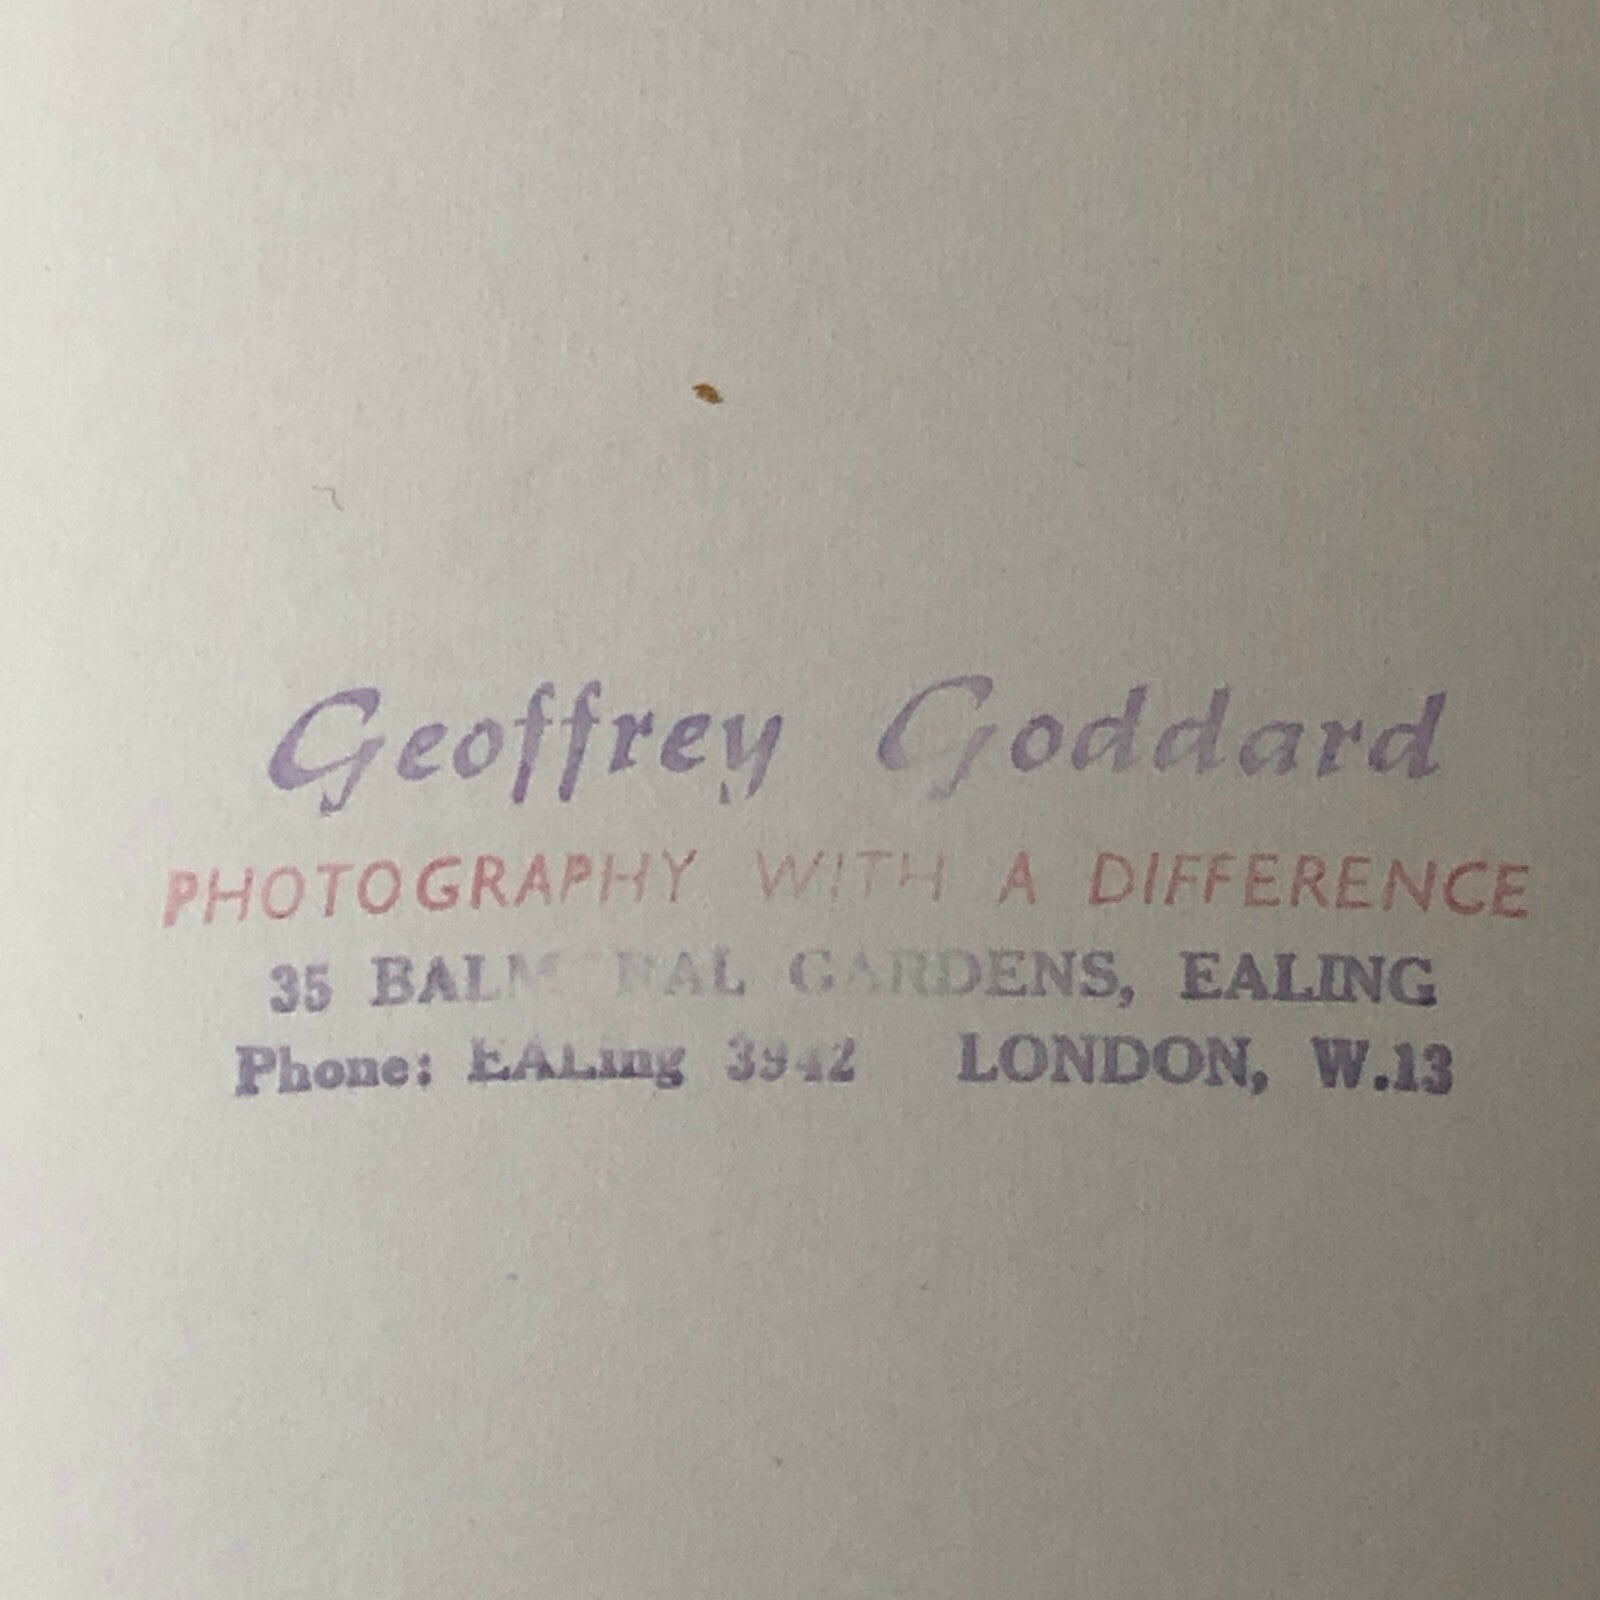 Geoffrey Goddard
PHOTOGRAPHY WITH A DIFFERENCE
35 BALMORAL GARDENS, EALING
Phone: EALing 3942 LONDON, W.13